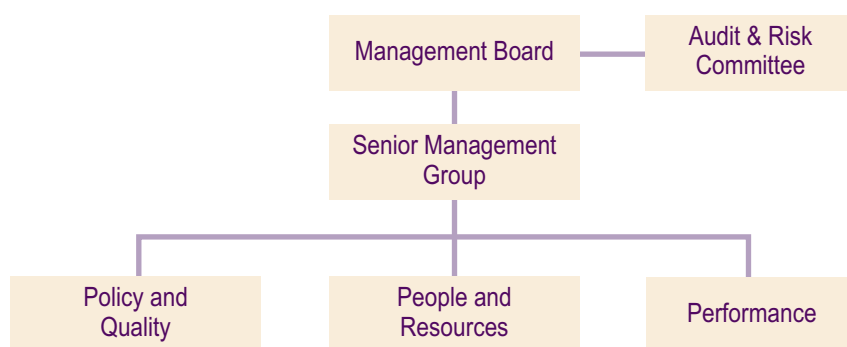 Management Board
Audit & Risk
Committee
Senior Management
Group
Policy and
Quality
People and
Resources
Performance